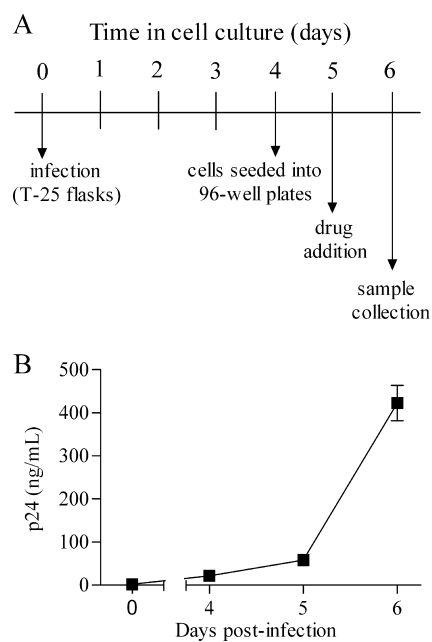 A
Time in cell culture (days)
0 1 2 3 4 5 6
infection
(T-25 flasks)
cells seeded into
96-well plates
drug
addition
sample
collection
B
500
400
300
200
100
0
p24 (ng/mL)
0 4 5 6
Days post-infection